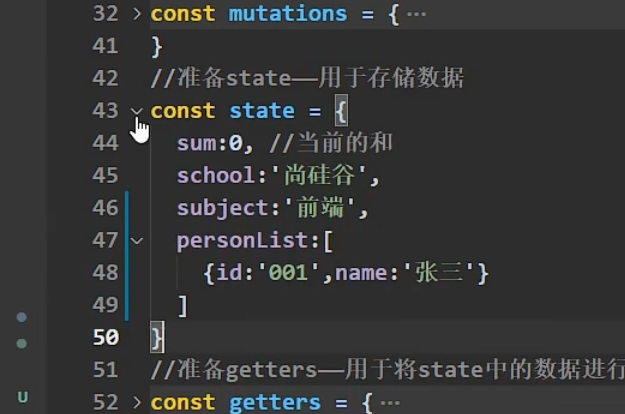 32 const mutations = { ⋯
41 }
42 //准备state——用于存储数据
43 const state = {
44 sum:0, //当前的和
45 school:'尚硅谷',
46 subject:'前端',
47 personList:[
48 {id:'001',name:'张三'}
49 ]
50 }
51 //准备getters——用于将state中的数据进行
U 52 const getters = { ⋯